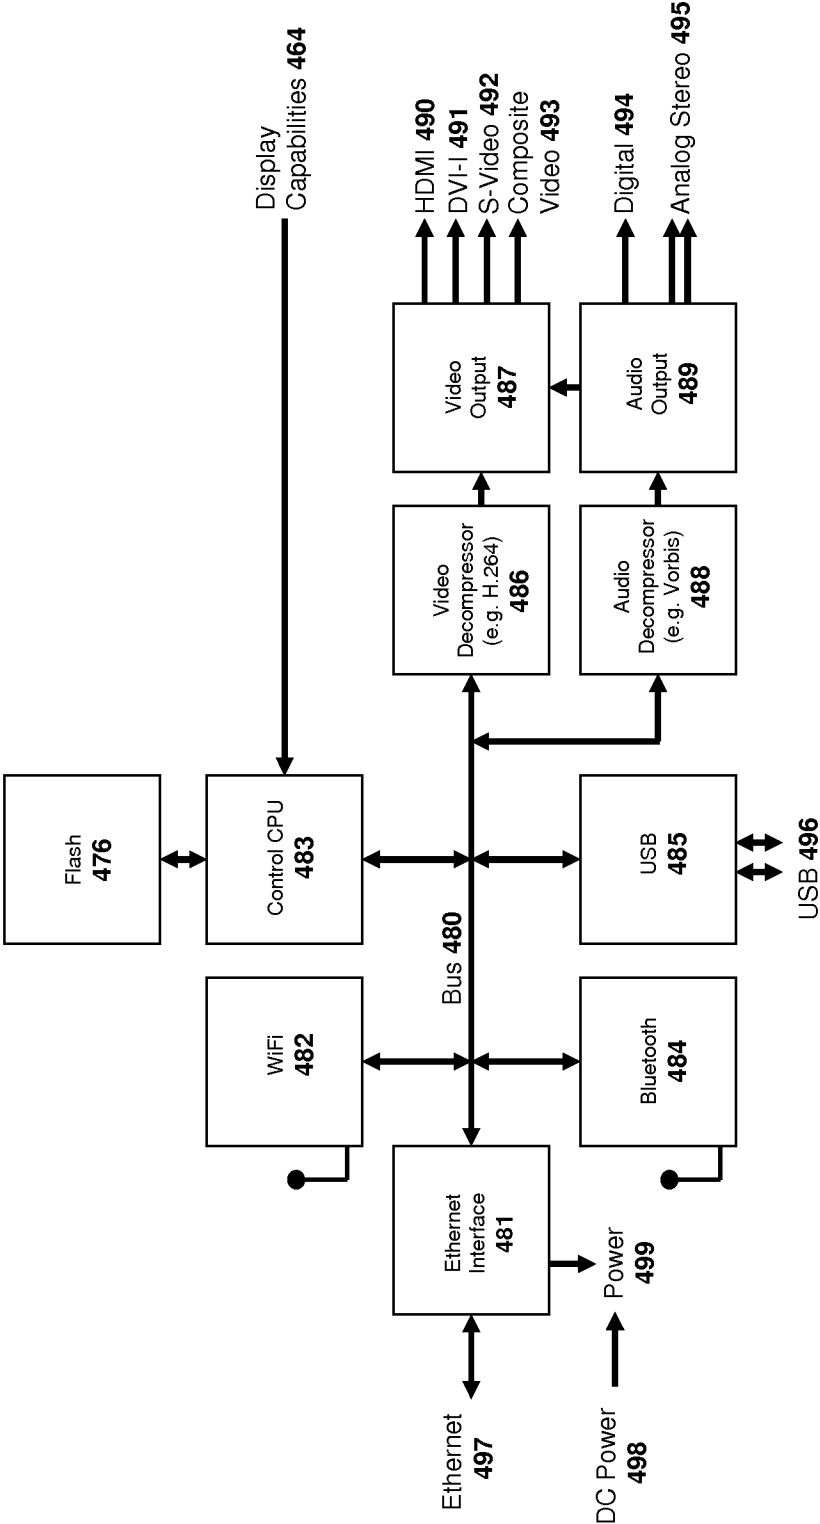 Display
Capabilities 464
Flash
476
Control CPU
483
WiFi
482
Bus 480
HDMI 490
DVI-I 491
S-Video 492
Composite
Video 493
Video
Output
487
Video
Decompressor
(e.g. H.264)
486
Ethernet
Interface
481
Ethernet
497
Digital 494
Analog Stereo 495
Audio
Output
489
Audio
Decompressor
(e.g. Vorbis)
488
USB
485
USB 496
Bluetooth
484
Power
499
DC Power
498